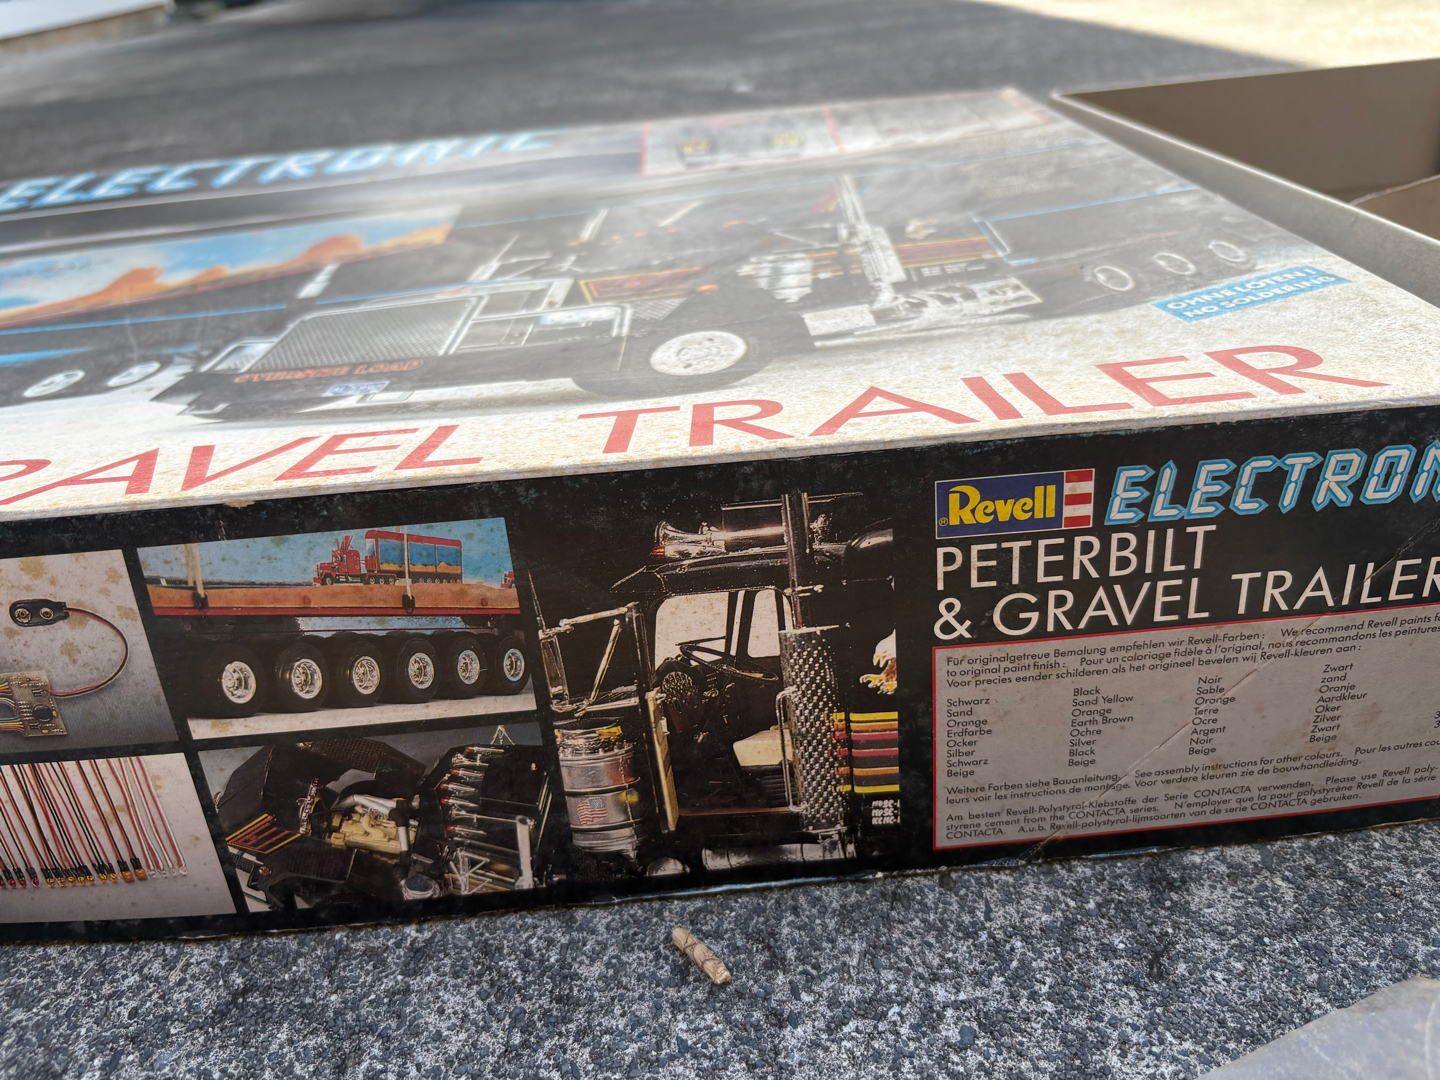 ELECTRONIC
OVERSIZE LOAD
OHNE LÖTEN!
NO SOLDERING
RAVEL TRAILER
® Revell ELECTRON
PETERBILT
& GRAVEL TRAILER
Für originalgetreue Bemalung empfehlen wir Revell-Farben: We recommend Revell paints fo
to original paint finish: Pour un coloriage fidèle à l'original, nous recommandons les peintures
Voor precies eender schilderen als het origineel bevelen wij Revell-kleuren aan:
Schwarz Black Noir Zwart
Sand Sand Yellow Sable zand
Orange Orange Orange Oranje
Erdfarbe Earth Brown Terre Aardkleur
Ocker Ochre Ocre Oker
Silber Silver Argent Zilver 3
Schwarz Black Noir Zwart 3
Beige Beige Beige Beige
Weitere Farben siehe Bauanleitung. See assembly instructions for other colours. Pour les autres cou
leurs voir les instructions de montage. Voor verdere kleuren zie de bouwhandleiding.
Am besten Revell-Polystyrol-Klebstoffe der Serie CONTACTA verwenden. Please use Revell poly-
styrene cement from the CONTACTA series. N'employer que la pour polystyrène Revell de la série
CONTACTA. A.u.b. Revell-polystyrol-lijmsoorten van de serie CONTACTA gebruiken.